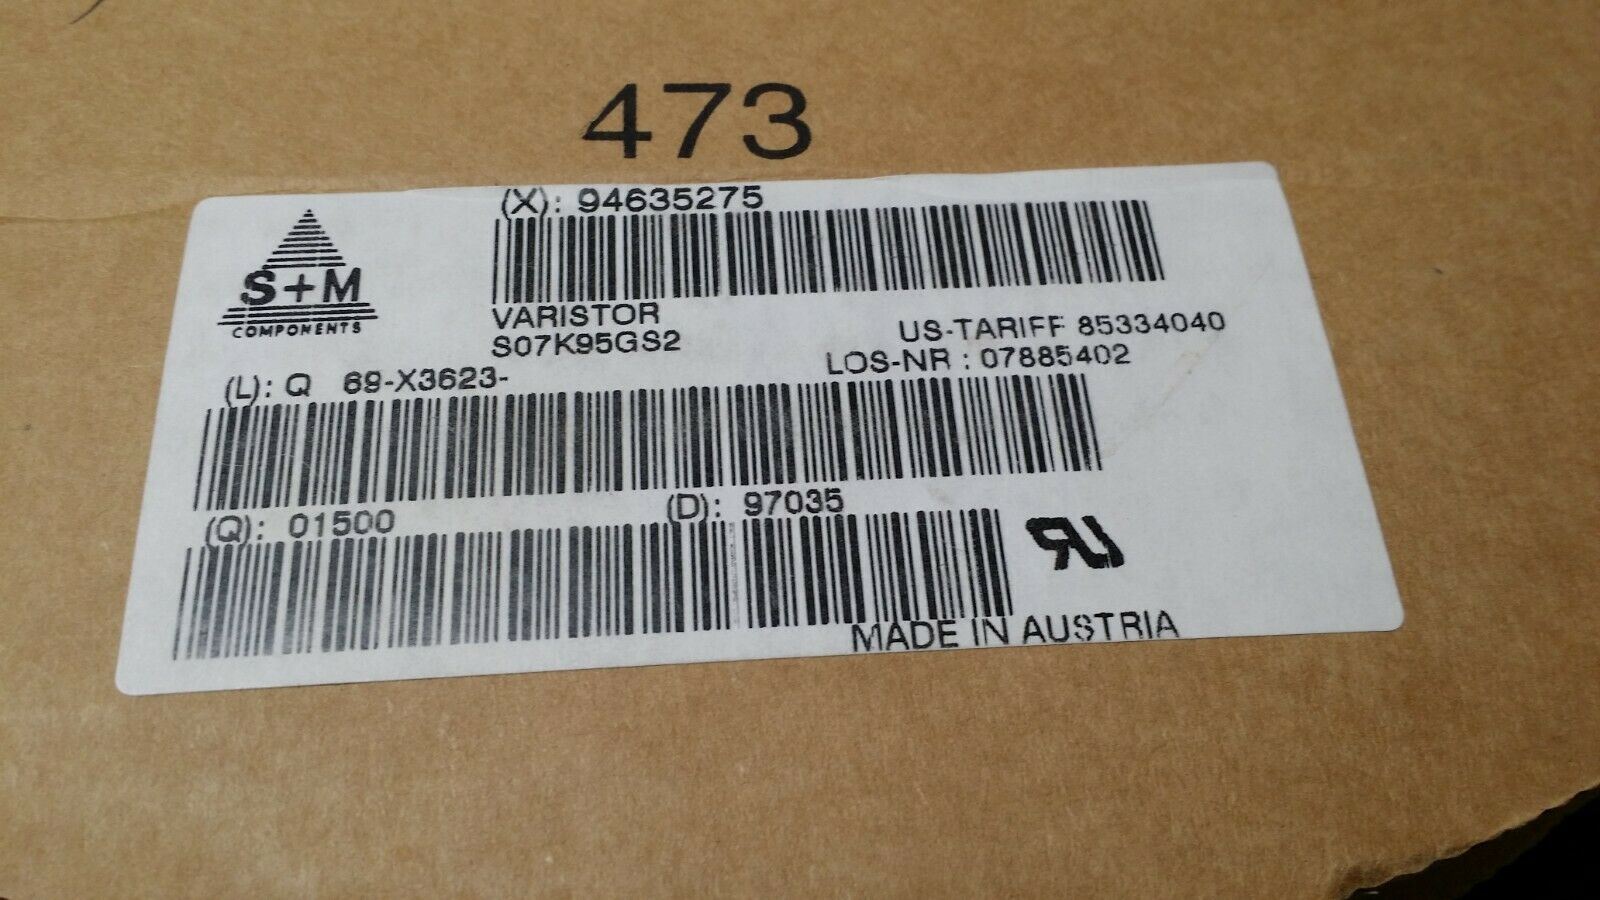 473
(X): 94635275
S+M
COMPONENTS
VARISTOR
S07K95GS2
US-TARIFF 85334040
LOS-NR : 07885402
(L): Q 69-X3623-
(Q): 01500
(D): 97035
MADE IN AUSTRIA